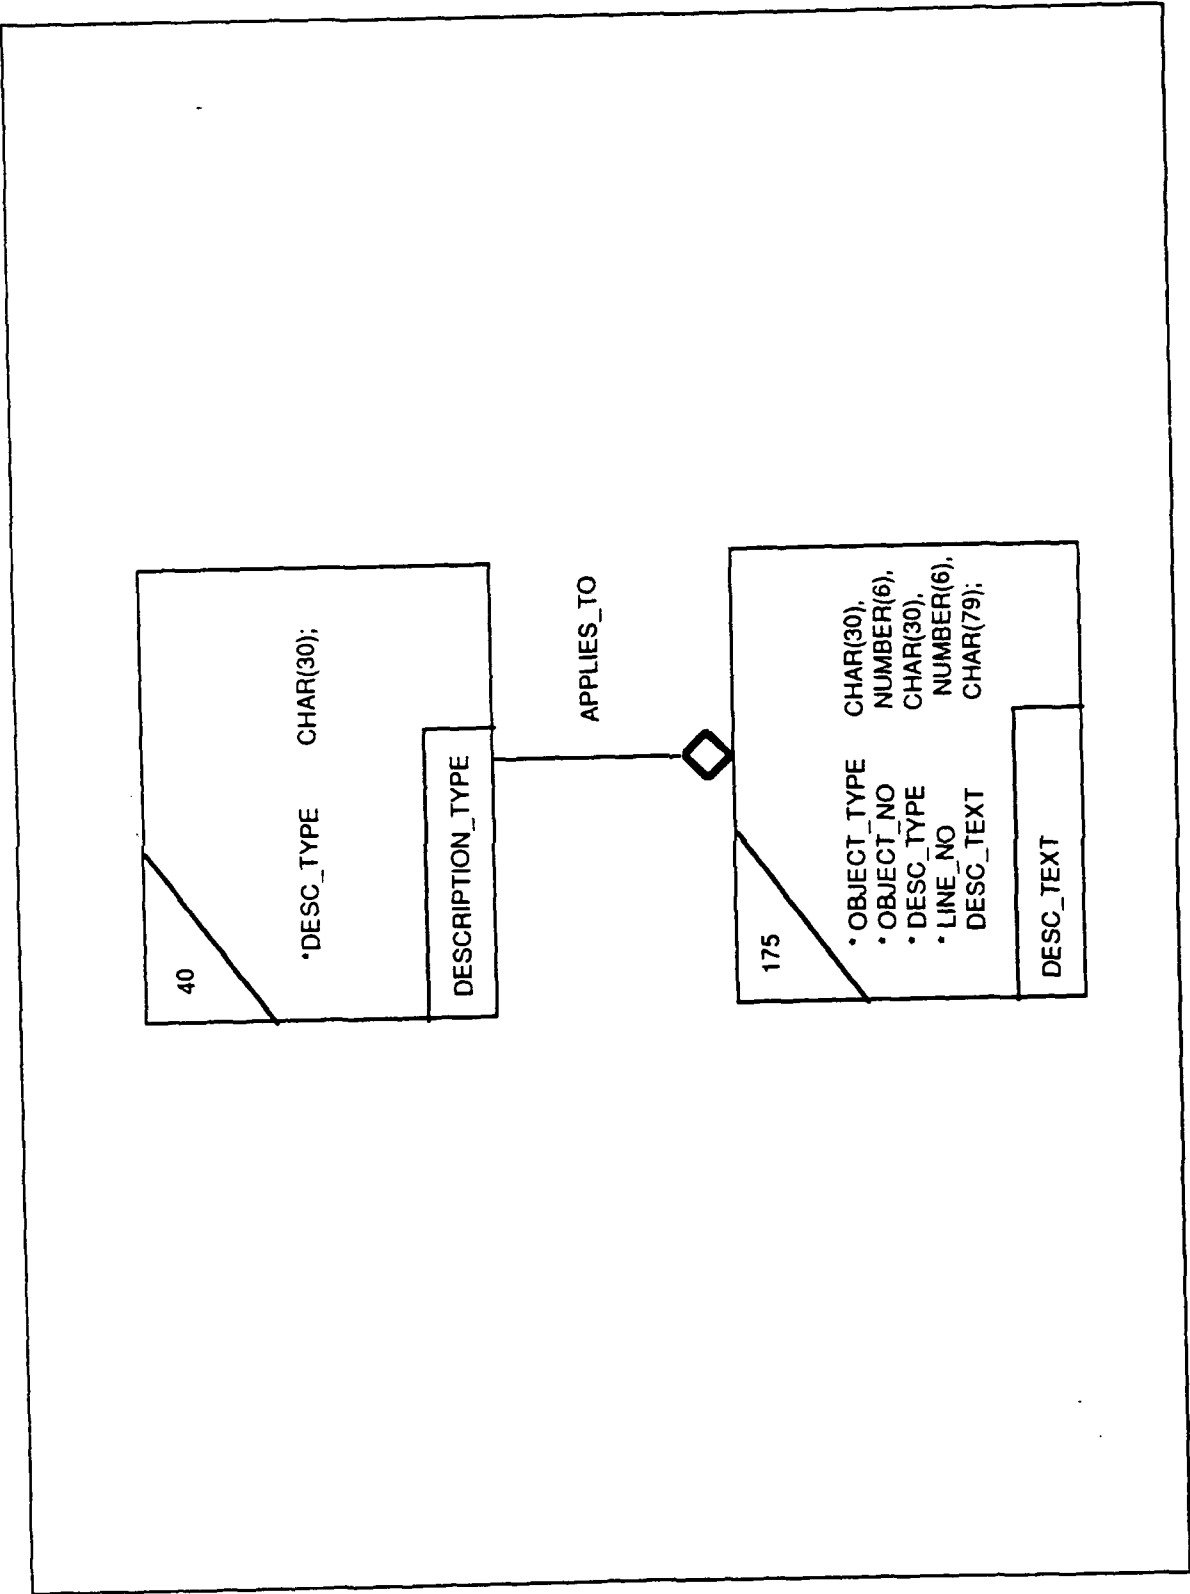 40
*DESC_TYPE CHAR(30);
DESCRIPTION_TYPE
APPLIES_TO
175
* OBJECT_TYPE CHAR(30),
* OBJECT_NO NUMBER(6),
* DESC_TYPE CHAR(30),
* LINE_NO NUMBER(6),
DESC_TEXT CHAR(79);
DESC_TEXT